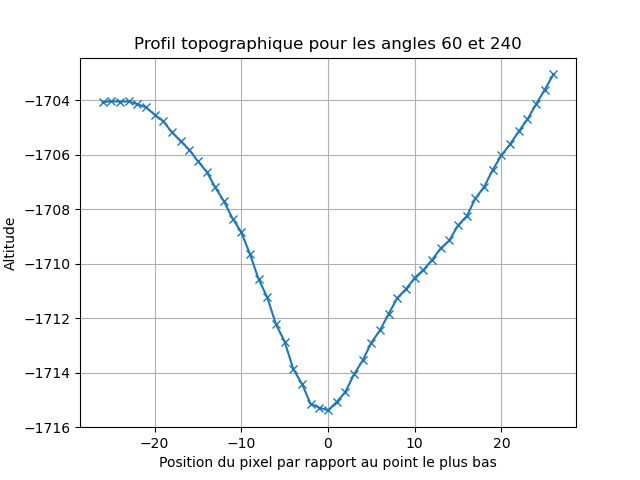 Profil topographique pour les angles 60 et 240
Altitude
−1704
−1706
−1708
−1710
−1712
−1714
−1716
−20 −10 0 10 20
Position du pixel par rapport au point le plus bas